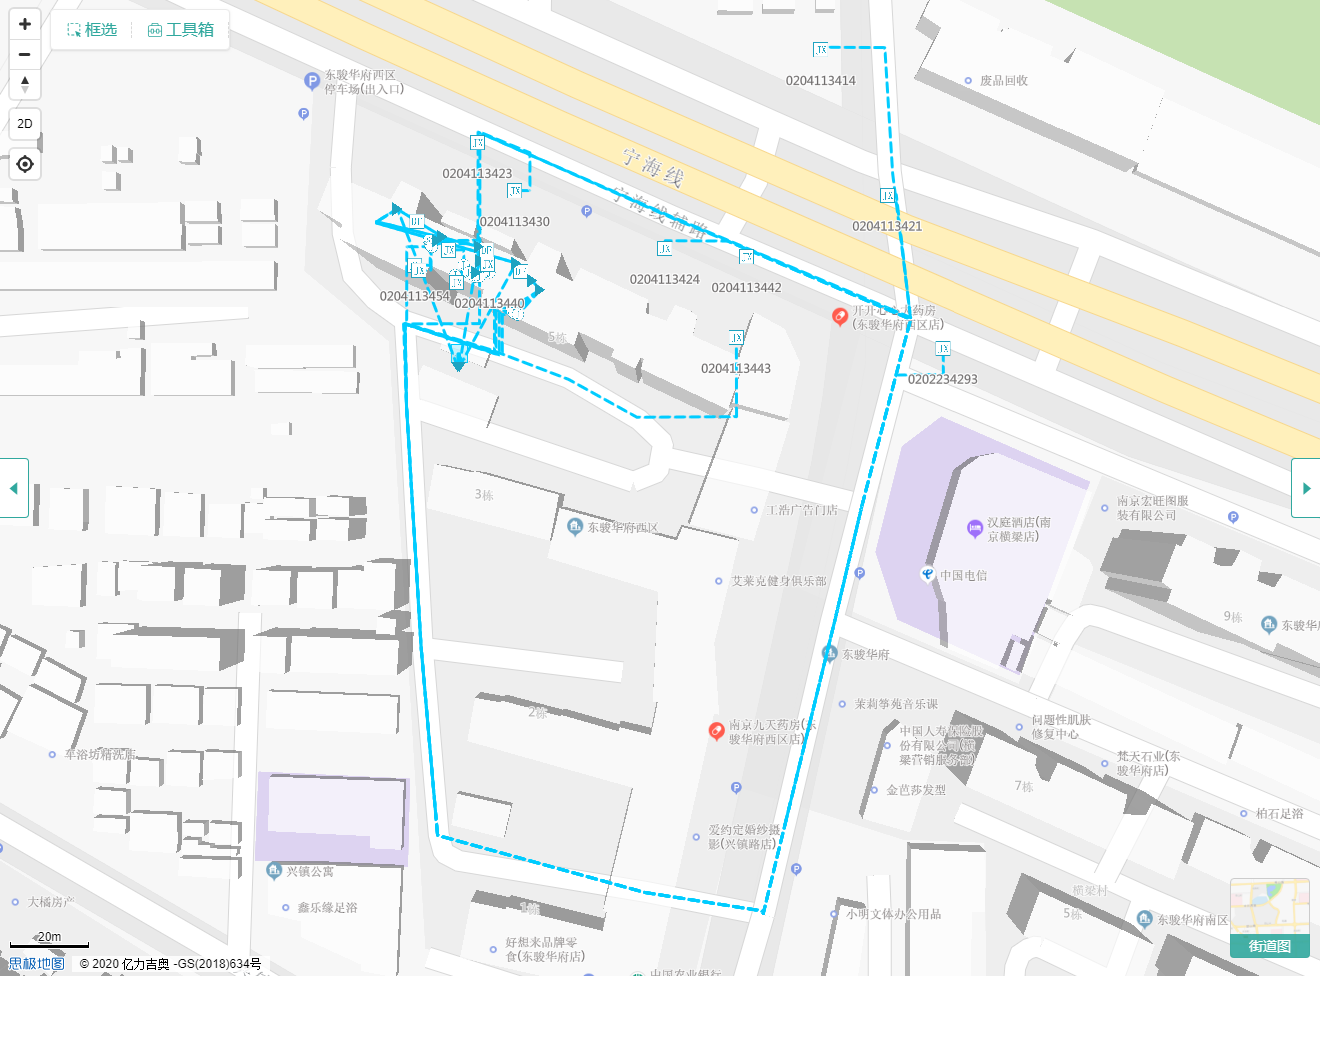 框选
工具箱
2D
东骏华府西区
停车场(出入口)
JX
0204113414
废品回收
宁海线
宁海线辅路
JX
0204113423
JX
0204113430
JX
0204113421
JX
0204113424
JX
0204113442
0204113454
0204113440
5栋
(东骏华府西区店)
JX
0204113443
JX
0202234293
3栋
东骏华府西区
工浩广告门店
艾莱克健身俱乐部
汉庭酒店(南
京横梁店)
中国电信
南京宏旺图服
装有限公司
9栋
东骏华府
茉莉筝苑音乐课
2栋
南京九天药房(东
骏华府西区店)
中国人寿保险股
份有限公司(横
梁营销服务部)
问题性肌肤
修复中心
梵天石业(东
骏华府店)
7栋
金芭莎发型
柏石足浴
车浴坊精洗店
爱约定婚纱摄
影(兴镇路店)
兴镇公寓
鑫乐缘足浴
大橘房产
1栋
好想来品牌零
食(东骏华府店)
小明文体办公用品
横梁村
5栋
东骏华府南区
中国农业银行
20m
思极地图
© 2020 亿力吉奥 -GS(2018)634号
街道图